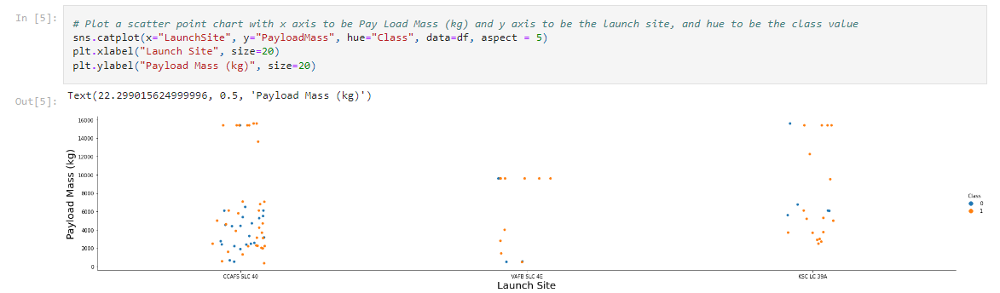 In [5]:
# Plot a scatter point chart with x axis to be Pay Load Mass (kg) and y axis to be the launch site, and hue to be the class value
sns.catplot(x="LaunchSite", y="PayloadMass", hue="Class", data=df, aspect = 5)
plt.xlabel("Launch Site", size=20)
plt.ylabel("Payload Mass (kg)", size=20)
Out[5]:
Text(22.299015624999996, 0.5, 'Payload Mass (kg)')
16000
14000
12000
10000
8000
6000
4000
2000
0
Payload Mass (kg)
CCAFS SLC 40
VAFB SLC 4E
KSC LC 39A
Launch Site
Class
0
1